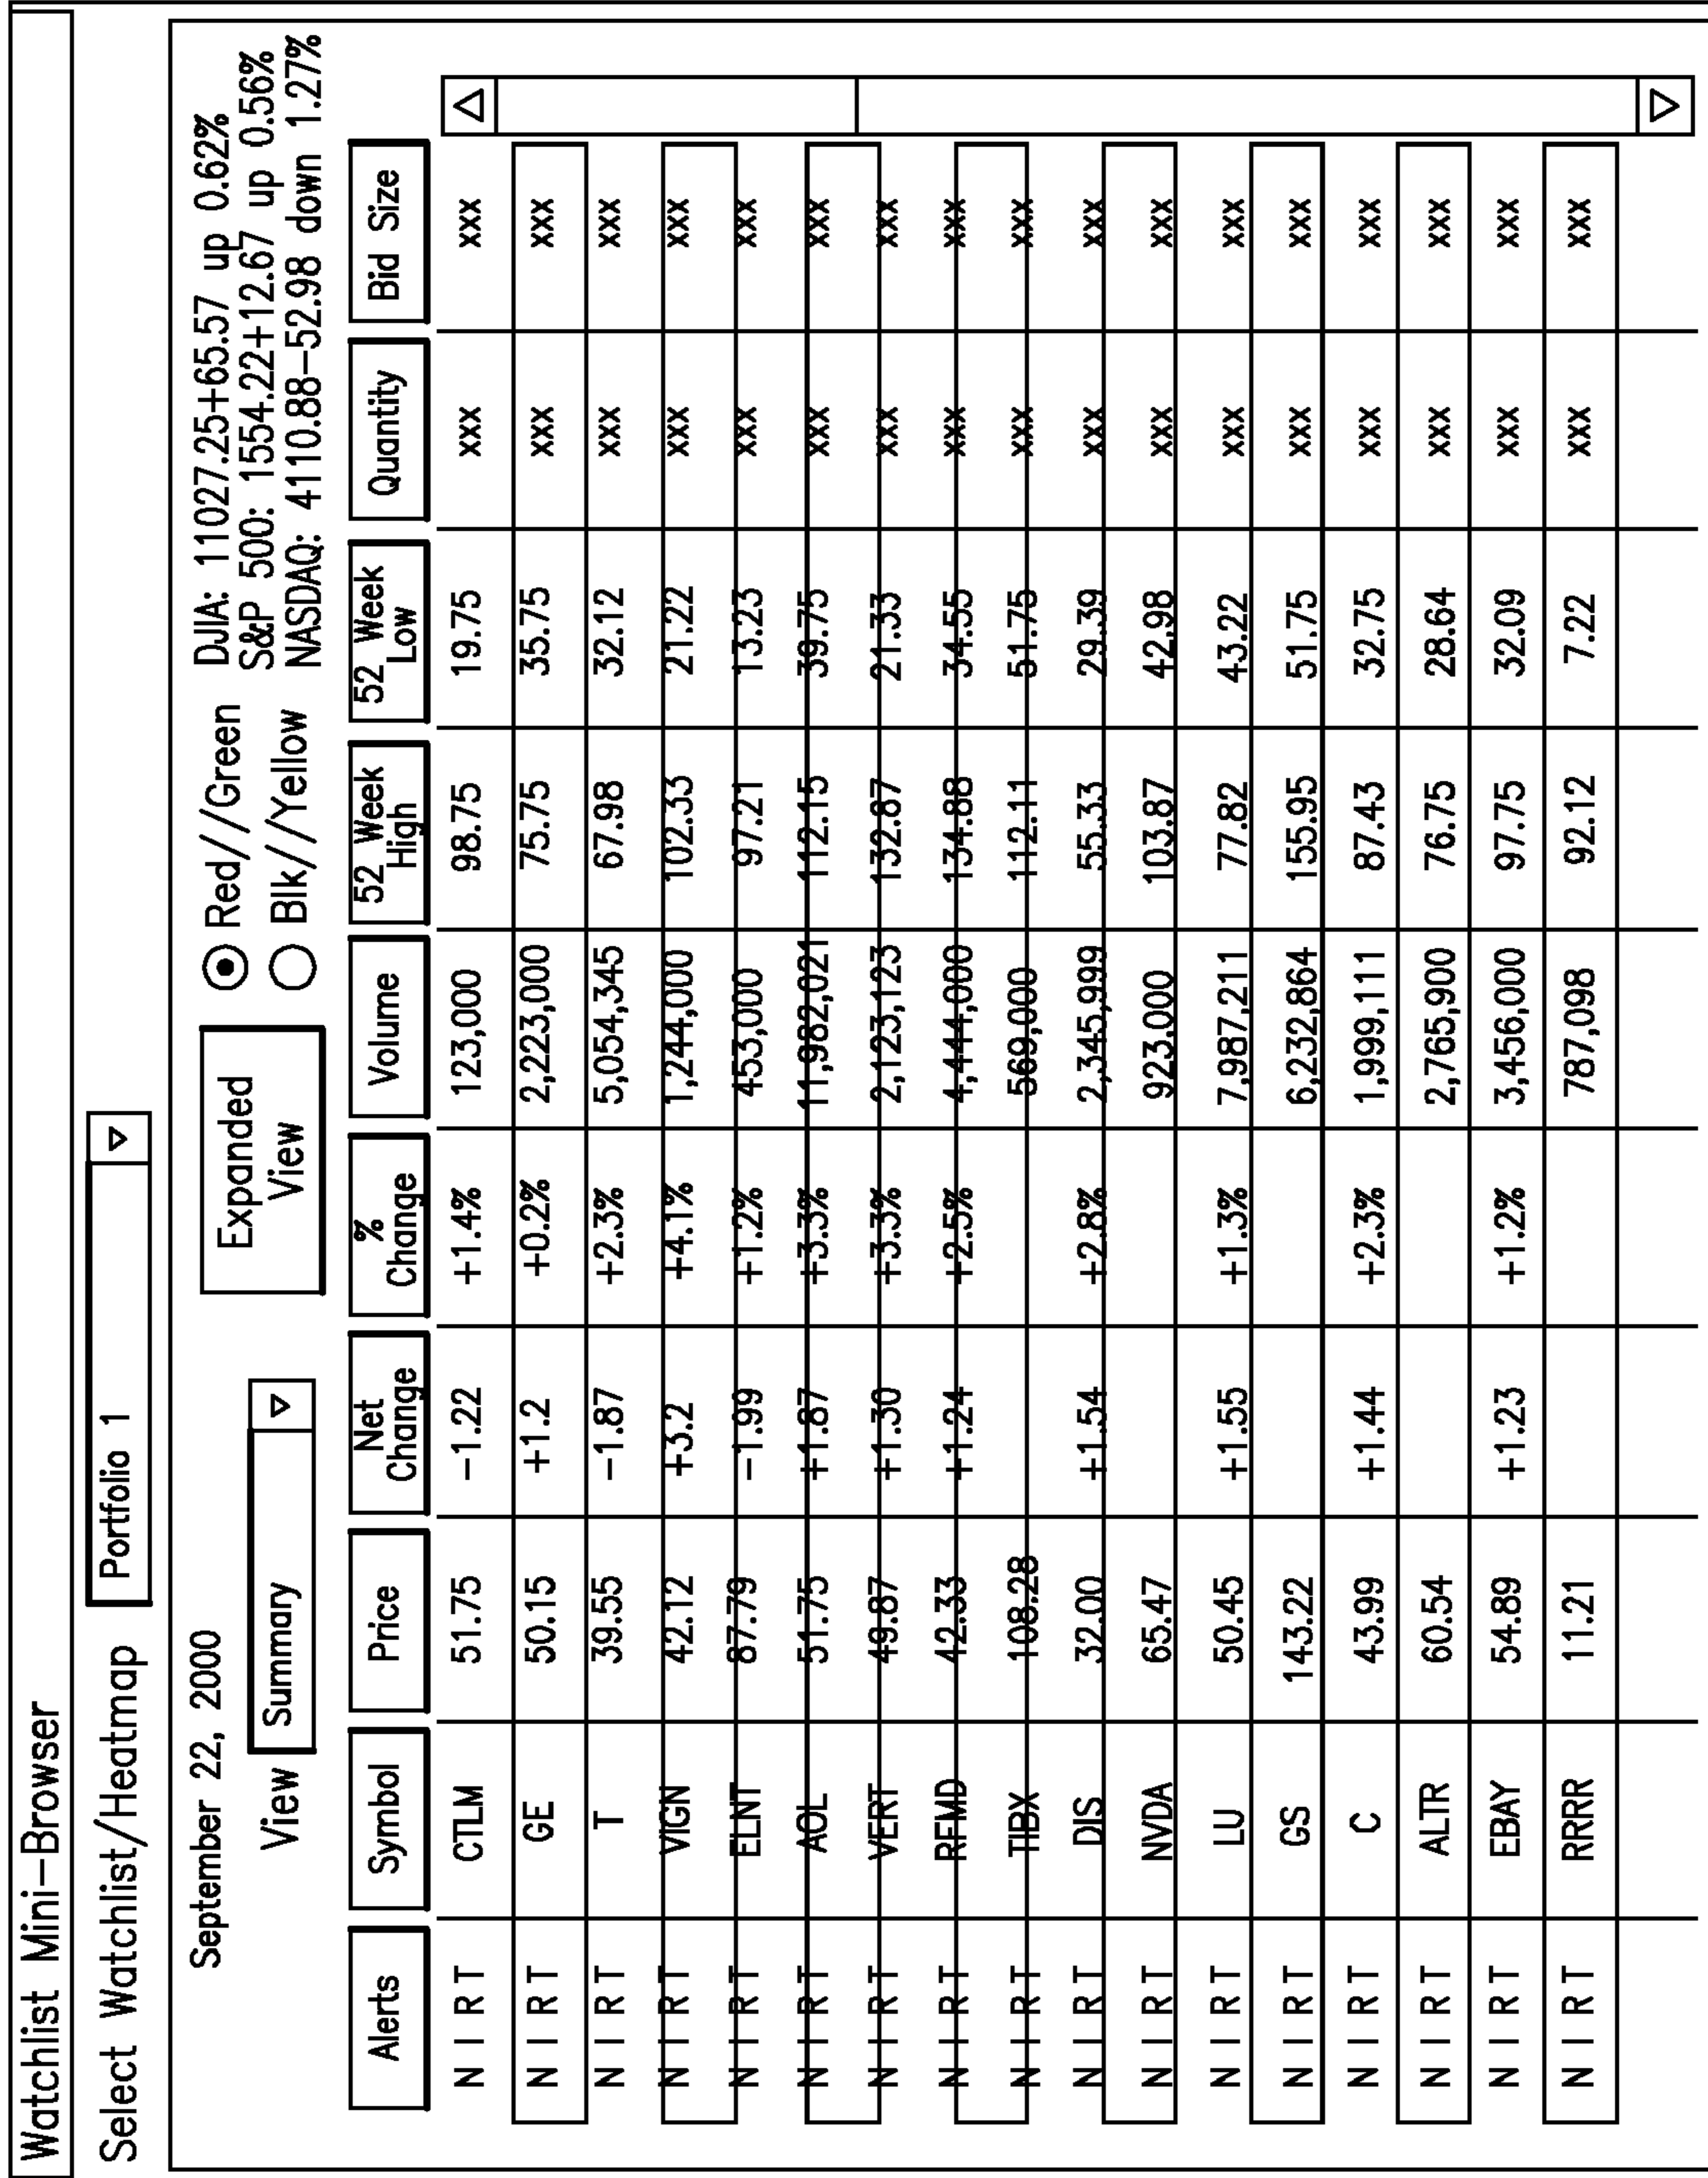 Watchlist Mini-Browser
Select Watchlist/Heatmap Portfolio 1
September 22, 2000
View Summary
Expanded
View
Red//Green
Blk//Yellow
DJIA: 11027.25+65.57 up 0.62%
S&P 500: 1554.22+12.67 up 0.56%
NASDAQ: 4110.88-52.98 down 1.27%
Alerts Symbol Price Net Change % Change Volume 52 Week High 52 Week Low Quantity Bid Size
N I R T CTLM 51.75 -1.22 +1.4% 123,000 98.75 19.75 xxx xxx
N I R T GE 50.15 +1.2 +0.2% 2,223,000 75.75 35.75 xxx xxx
N I R T T 39.55 -1.87 +2.3% 5,054,345 67.98 32.12 xxx xxx
N I R T VIGN 42.12 +3.2 +4.1% 1,244,000 102.33 21.22 xxx xxx
N I R T ELNT 87.79 -1.99 +1.2% 453,000 97.21 13.23 xxx xxx
N I R T AOL 51.75 +1.87 +3.3% 11,982,021 112.15 39.75 xxx xxx
N I R T VERT 49.87 +1.30 +3.3% 2,123,123 132.87 21.33 xxx xxx
N I R T RFMD 42.33 +1.24 +2.5% 4,444,000 134.88 34.55 xxx xxx
N I R T TIBX 108.28 569,000 112.11 51.75 xxx xxx
N I R T DIS 32.00 +1.54 +2.8% 2,345,999 55.33 29.39 xxx xxx
N I R T NVDA 65.47 923,000 103.87 42.98 xxx xxx
N I R T LU 50.45 +1.55 +1.3% 7,987,211 77.82 43.22 xxx xxx
N I R T GS 143.22 6,232,864 155.95 51.75 xxx xxx
N I R T C 43.99 +1.44 +2.3% 1,999,111 87.43 32.75 xxx xxx
N I R T ALTR 60.54 2,765,900 76.75 28.64 xxx xxx
N I R T EBAY 54.89 +1.23 +1.2% 3,456,000 97.75 32.09 xxx xxx
N I R T RRRR 11.21 787,098 92.12 7.22 xxx xxx